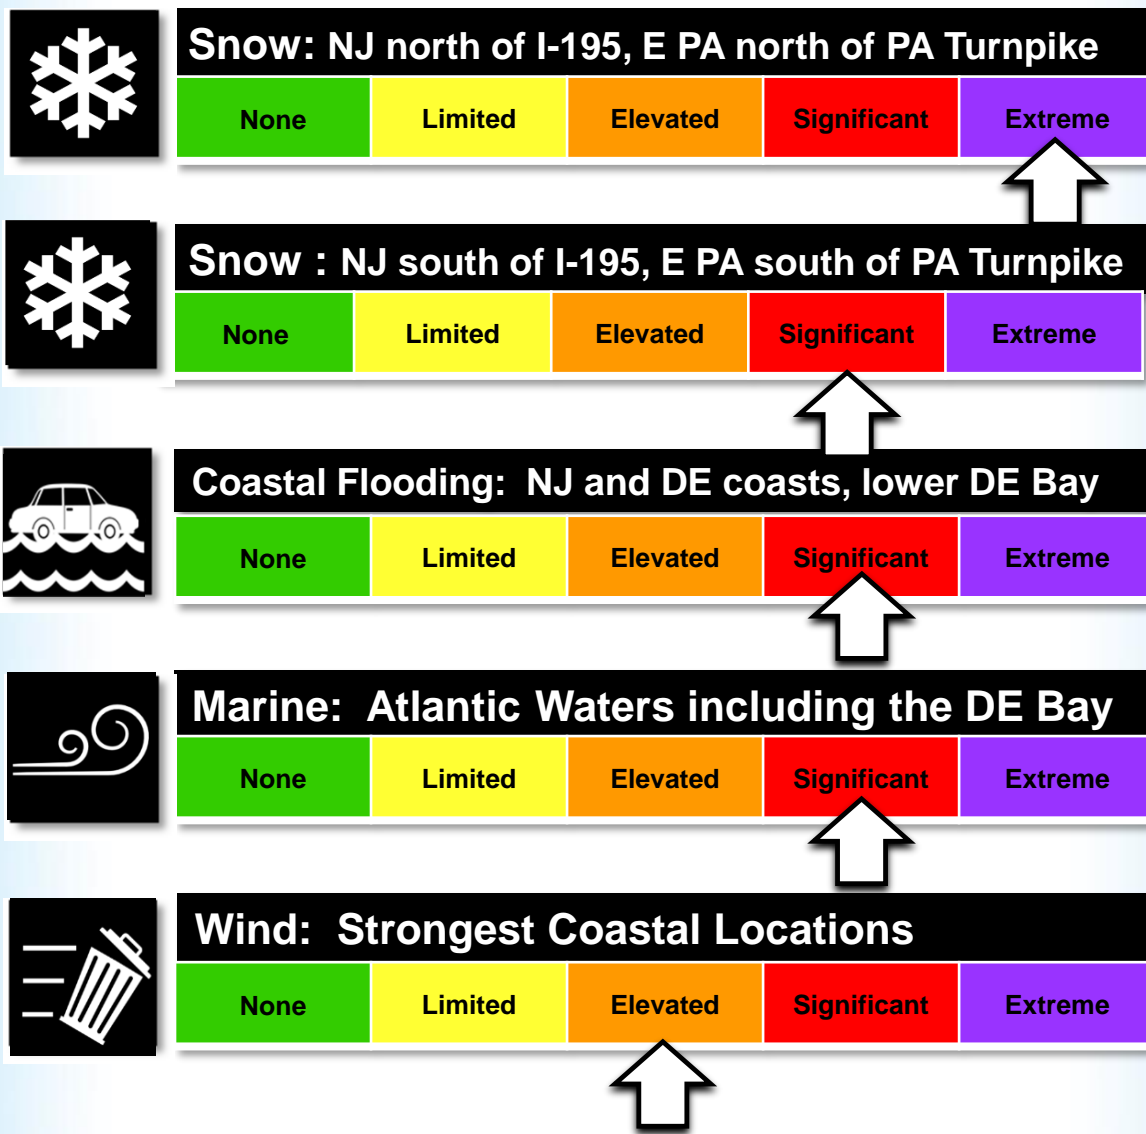 Snow: NJ north of I-195, E PA north of PA Turnpike
None Limited Elevated Significant Extreme
Snow : NJ south of I-195, E PA south of PA Turnpike
None Limited Elevated Significant Extreme
Coastal Flooding: NJ and DE coasts, lower DE Bay
None Limited Elevated Significant Extreme
Marine: Atlantic Waters including the DE Bay
None Limited Elevated Significant Extreme
Wind: Strongest Coastal Locations
None Limited Elevated Significant Extreme